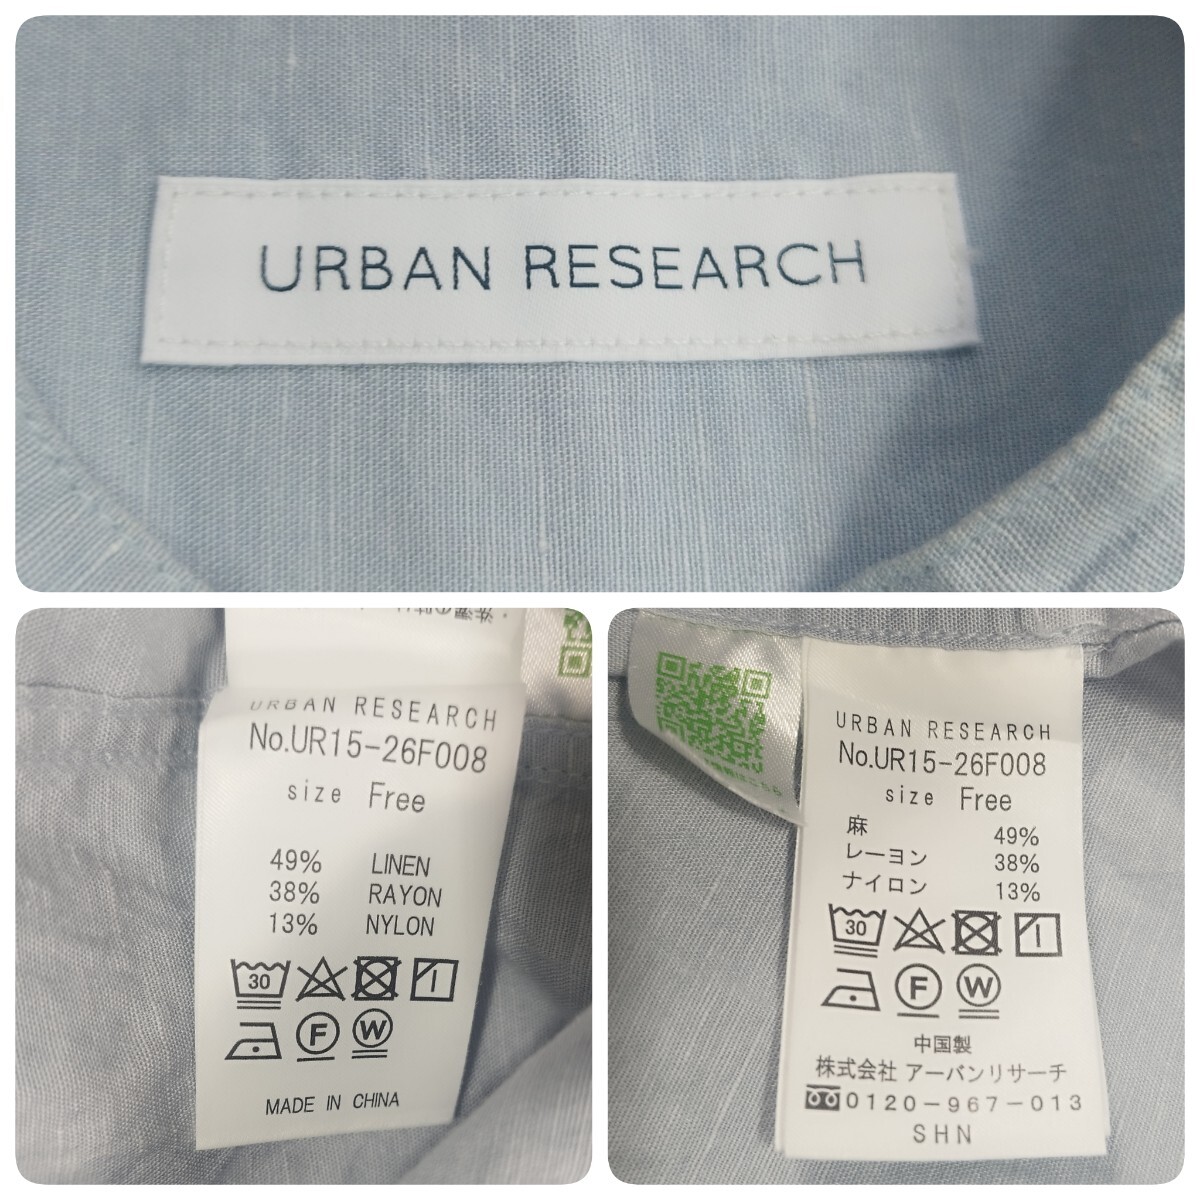 URBAN RESEARCH
URBAN RESEARCH
No.UR15-26F008
size Free
49% LINEN
38% RAYON
13% NYLON
30
F W
MADE IN CHINA
URBAN RESEARCH
No.UR15-26F008
size Free
麻 49%
レーヨン 38%
ナイロン 13%
30
F W
中国製
株式会社 アーバンリサーチ
0120-967-013
SHN